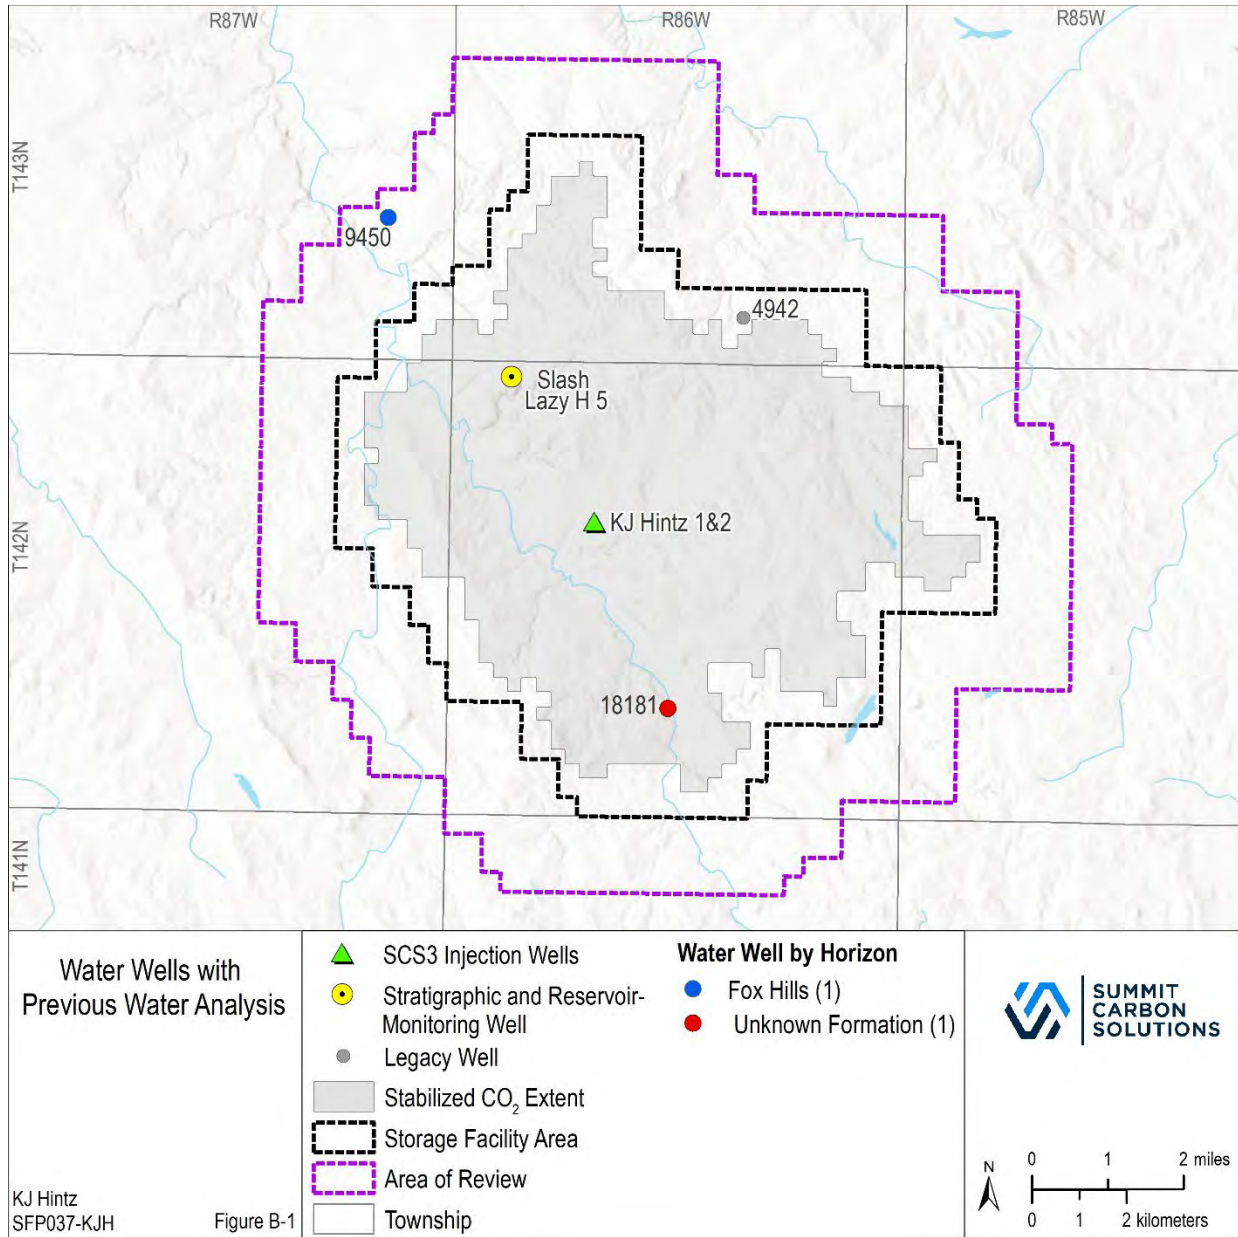 R87W
R86W
R85W
T143N
9450
4942
Slash
Lazy H 5
KJ Hintz 1&2
T142N
18181
T141N
Water Wells with
Previous Water Analysis
KJ Hintz
SFP037-KJH
Figure B-1
SCS3 Injection Wells
Stratigraphic and Reservoir-
Monitoring Well
Legacy Well
Stabilized CO₂ Extent
Storage Facility Area
Area of Review
Township
Water Well by Horizon
Fox Hills (1)
Unknown Formation (1)
SUMMIT
CARBON
SOLUTIONS
N
0 1 2 miles
0 1 2 kilometers